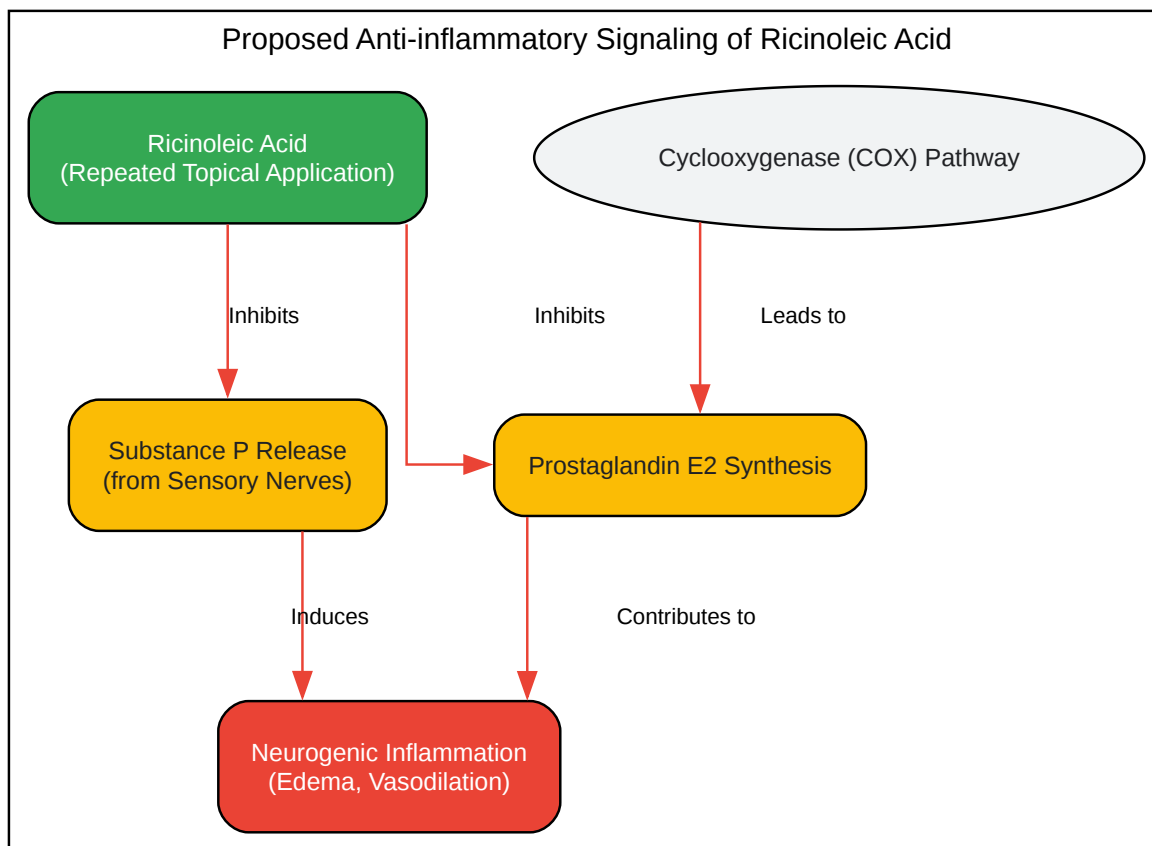 Proposed Anti-inflammatory Signaling of Ricinoleic Acid
Ricinoleic Acid
(Repeated Topical Application)
Cyclooxygenase (COX) Pathway
Inhibits
Inhibits
Leads to
Substance P Release
(from Sensory Nerves)
Prostaglandin E2 Synthesis
Induces
Contributes to
Neurogenic Inflammation
(Edema, Vasodilation)